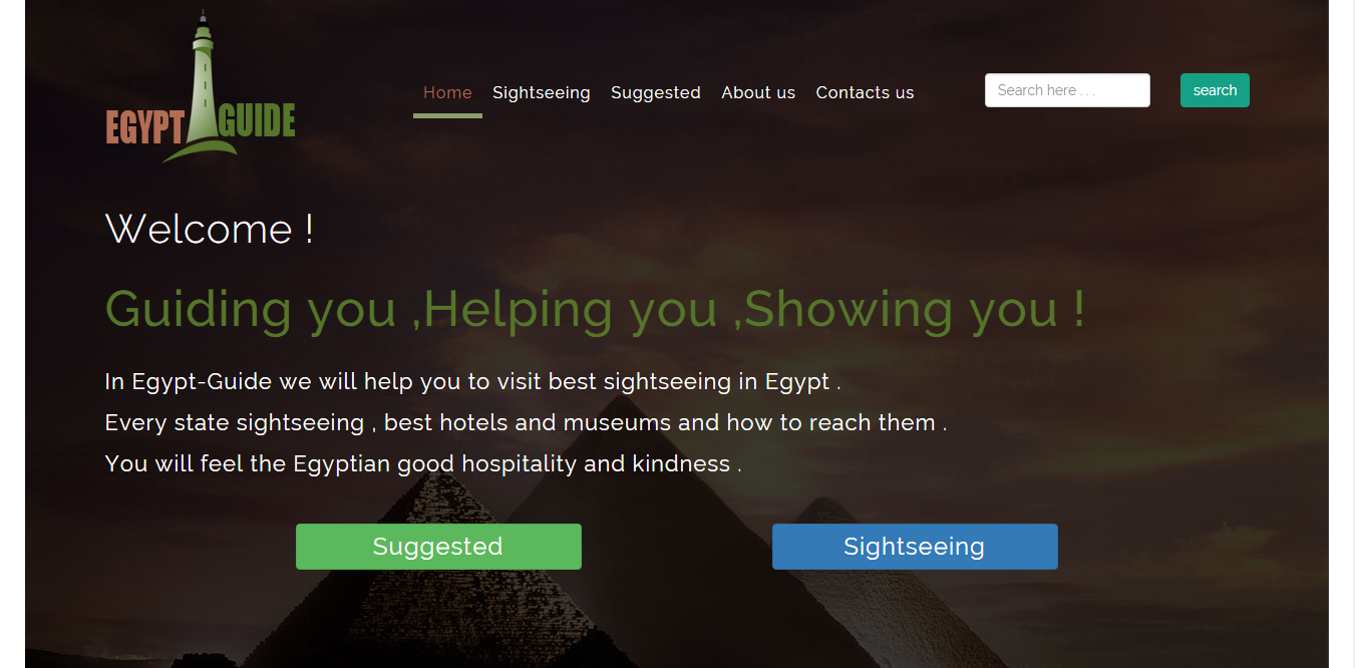 EGYPT GUIDE
Home Sightseeing Suggested About us Contacts us
Search here . . .
search
Welcome !
Guiding you ,Helping you ,Showing you !
In Egypt-Guide we will help you to visit best sightseeing in Egypt .
Every state sightseeing , best hotels and museums and how to reach them .
You will feel the Egyptian good hospitality and kindness .
Suggested
Sightseeing